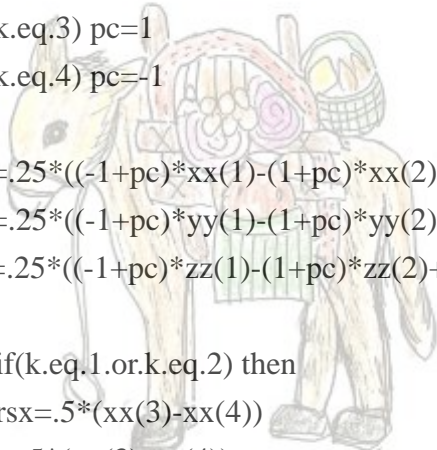 k.eq.3) pc=1
k.eq.4) pc=-1
=.25*((-1+pc)*xx(1)-(1+pc)*xx(2)
=.25*((-1+pc)*yy(1)-(1+pc)*yy(2)
=.25*((-1+pc)*zz(1)-(1+pc)*zz(2)+
if(k.eq.1.or.k.eq.2) then
rsx=.5*(xx(3)-xx(4))